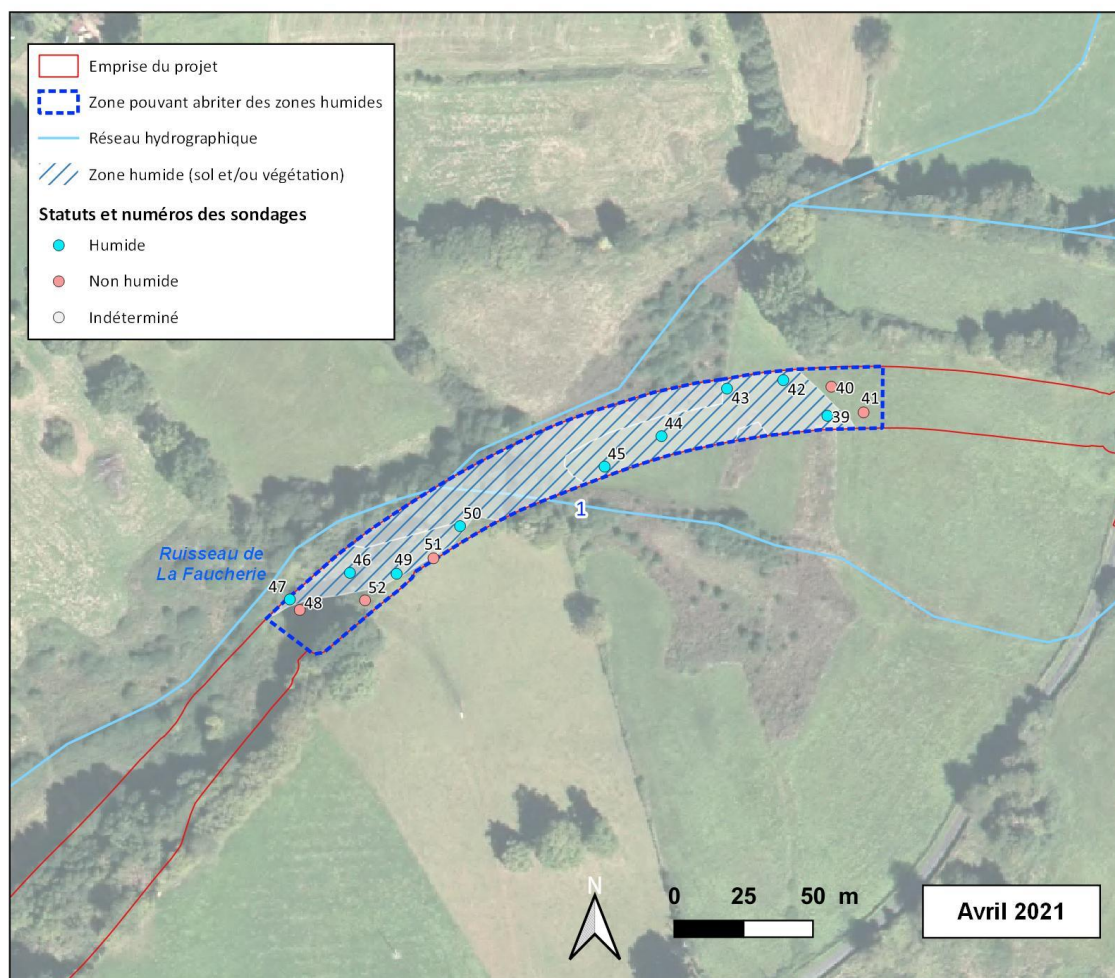 Emprise du projet
Zone pouvant abriter des zones humides
Réseau hydrographique
Zone humide (sol et/ou végétation)
Statuts et numéros des sondages
Humide
Non humide
Indéterminé
43
42
40
41
39
44
45
1
50
51
Ruisseau de
La Faucherie
46
49
52
47
48
N
0 25 50 m
Avril 2021